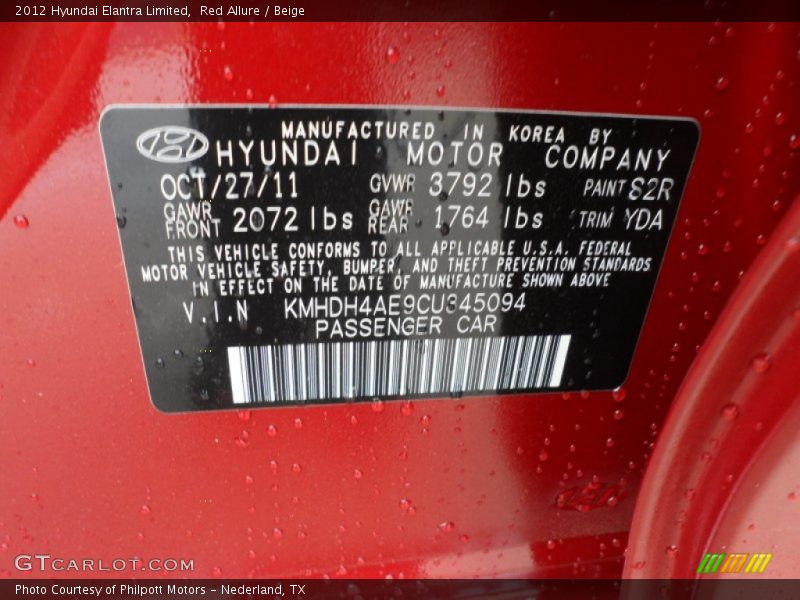 2012 Hyundai Elantra Limited, Red Allure / Beige
MANUFACTURED IN KOREA BY
HYUNDAI MOTOR COMPANY
OCT/27/11 GVWR 3792 lbs PAINT S2R
GAWR FRONT 2072 lbs GAWR REAR 1764 lbs TRIM YDA
THIS VEHICLE CONFORMS TO ALL APPLICABLE U.S.A. FEDERAL
MOTOR VEHICLE SAFETY, BUMPER, AND THEFT PREVENTION STANDARDS
IN EFFECT ON THE DATE OF MANUFACTURE SHOWN ABOVE
V.I.N KMHDH4AE9CU345094
PASSENGER CAR
GTCARLOT.COM
Photo Courtesy of Philpott Motors - Nederland, TX